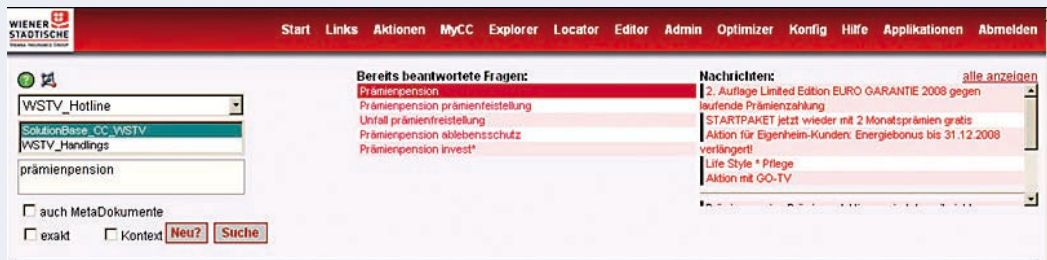 WIENER
STÄDTISCHE
VIENNA INSURANCE GROUP
Start Links Aktionen MyCC Explorer Locator Editor Admin Optimizer Konfig Hilfe Applikationen Abmelden
WSTV_Hotline
SolutionBase_CC_WSTV
WSTV_Handlings
prämienpension
auch MetaDokumente
exakt Kontext Neu? Suche
Bereits beantwortete Fragen:
Prämienpension
Prämienpension prämienfeistellung
Unfall prämienfreistellung
Prämienpension ablebensschutz
Prämienpension invest*
Nachrichten: alle anzeigen
2. Auflage Limited Edition EURO GARANTIE 2008 gegen
laufende Prämienzahlung
STARTPAKET jetzt wieder mit 2 Monatsprämien gratis
Aktion für Eigenheim-Kunden: Energiebonus bis 31.12.2008
verlängert!
Life Style * Pflege
Aktion mit GO-TV